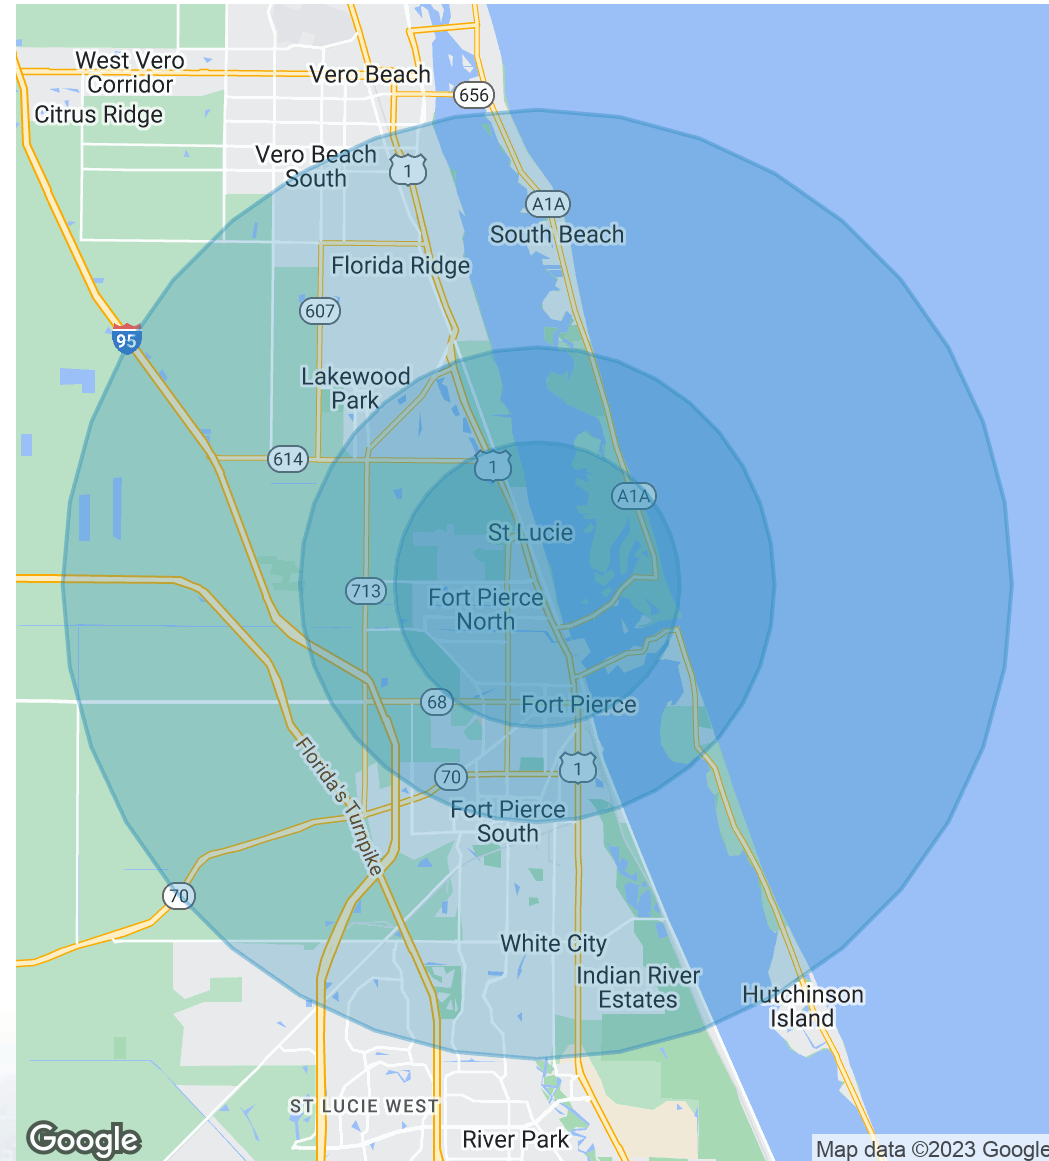 West Vero
Corridor
Vero Beach
656
Citrus Ridge
Vero Beach
South
1
A1A
South Beach
Florida Ridge
607
95
Lakewood
Park
614
1
A1A
St Lucie
713
Fort Pierce
North
68
Fort Pierce
Florida's Turnpike
70
1
Fort Pierce
South
70
White City
Indian River
Estates
Hutchinson
Island
ST LUCIE WEST
River Park
Google
Map data ©2023 Google